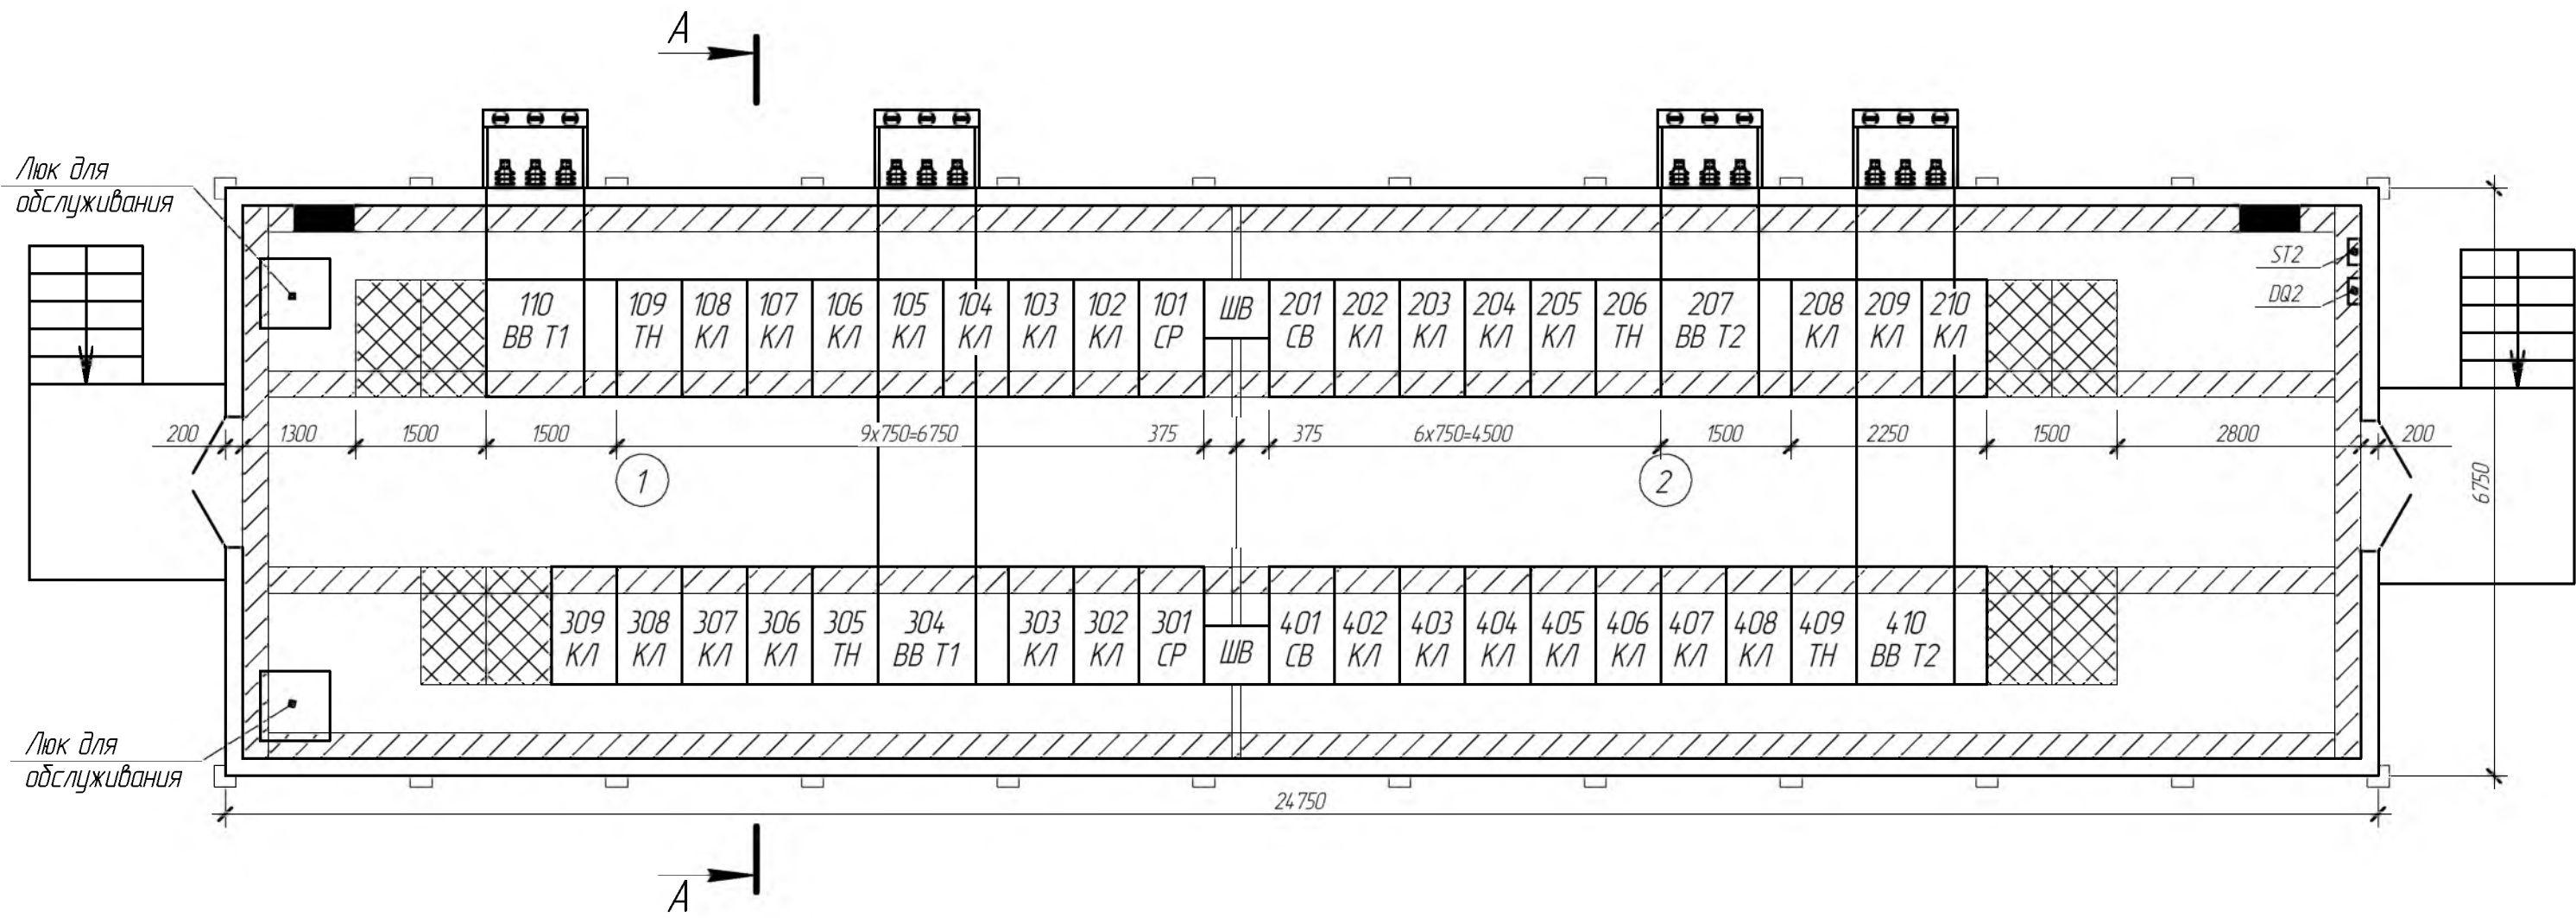 А
Люк для
обслуживания
ST2
DQ2
110
ВВ Т1
109
ТН
108
КЛ
107
КЛ
106
КЛ
105
КЛ
104
КЛ
103
КЛ
102
КЛ
101
СР
ШВ
201
СВ
202
КЛ
203
КЛ
204
КЛ
205
КЛ
206
ТН
207
ВВ Т2
208
КЛ
209
КЛ
210
КЛ
200
1300
1500
1500
9х750=6750
375
375
6х750=4500
1500
2250
1500
2800
200
1
2
6750
309
КЛ
308
КЛ
307
КЛ
306
КЛ
305
ТН
304
ВВ Т1
303
КЛ
302
КЛ
301
СР
ШВ
401
СВ
402
КЛ
403
КЛ
404
КЛ
405
КЛ
406
КЛ
407
КЛ
408
КЛ
409
ТН
410
ВВ Т2
Люк для
обслуживания
24750
А